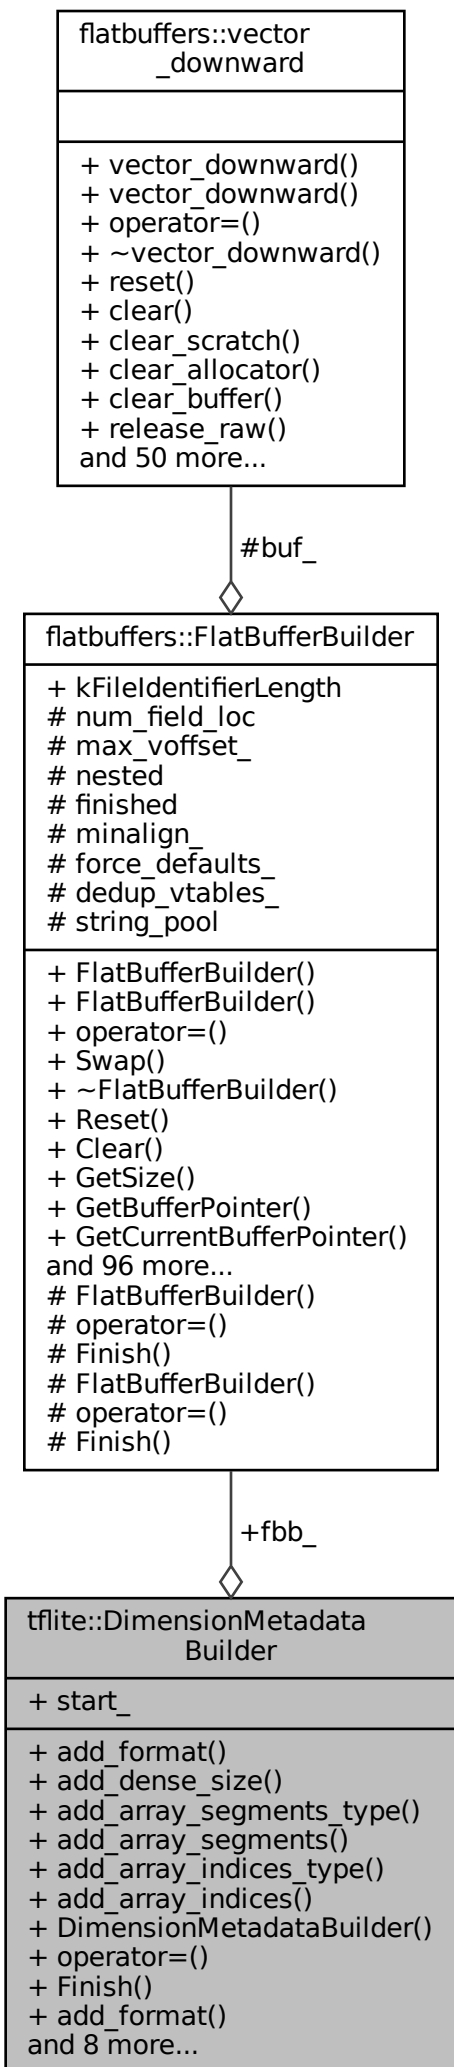 flatbuffers::vector
_downward
+ vector_downward()
+ vector_downward()
+ operator=()
+ ~vector_downward()
+ reset()
+ clear()
+ clear_scratch()
+ clear_allocator()
+ clear_buffer()
+ release_raw()
and 50 more...
#buf_
flatbuffers::FlatBufferBuilder
+ kFileIdentifierLength
# num_field_loc
# max_voffset_
# nested
# finished
# minalign_
# force_defaults_
# dedup_vtables_
# string_pool
+ FlatBufferBuilder()
+ FlatBufferBuilder()
+ operator=()
+ Swap()
+ ~FlatBufferBuilder()
+ Reset()
+ Clear()
+ GetSize()
+ GetBufferPointer()
+ GetCurrentBufferPointer()
and 96 more...
# FlatBufferBuilder()
# operator=()
# Finish()
# FlatBufferBuilder()
# operator=()
# Finish()
+fbb_
tflite::DimensionMetadata
Builder
+ start_
+ add_format()
+ add_dense_size()
+ add_array_segments_type()
+ add_array_segments()
+ add_array_indices_type()
+ add_array_indices()
+ DimensionMetadataBuilder()
+ operator=()
+ Finish()
+ add_format()
and 8 more...